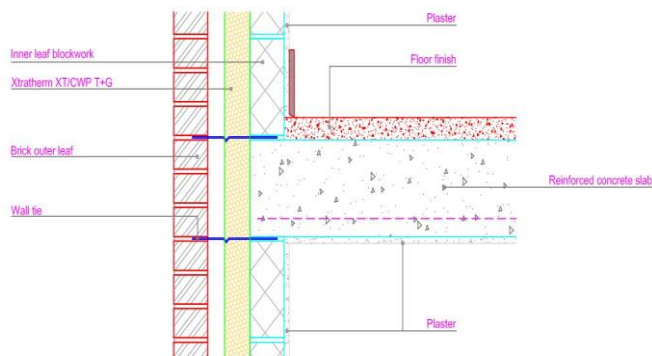 Plaster
Inner leaf blockwork
Floor finish
Xtratherm XT/CWP T+G
Brick outer leaf
Reinforced concrete slab
Wall tie
Plaster